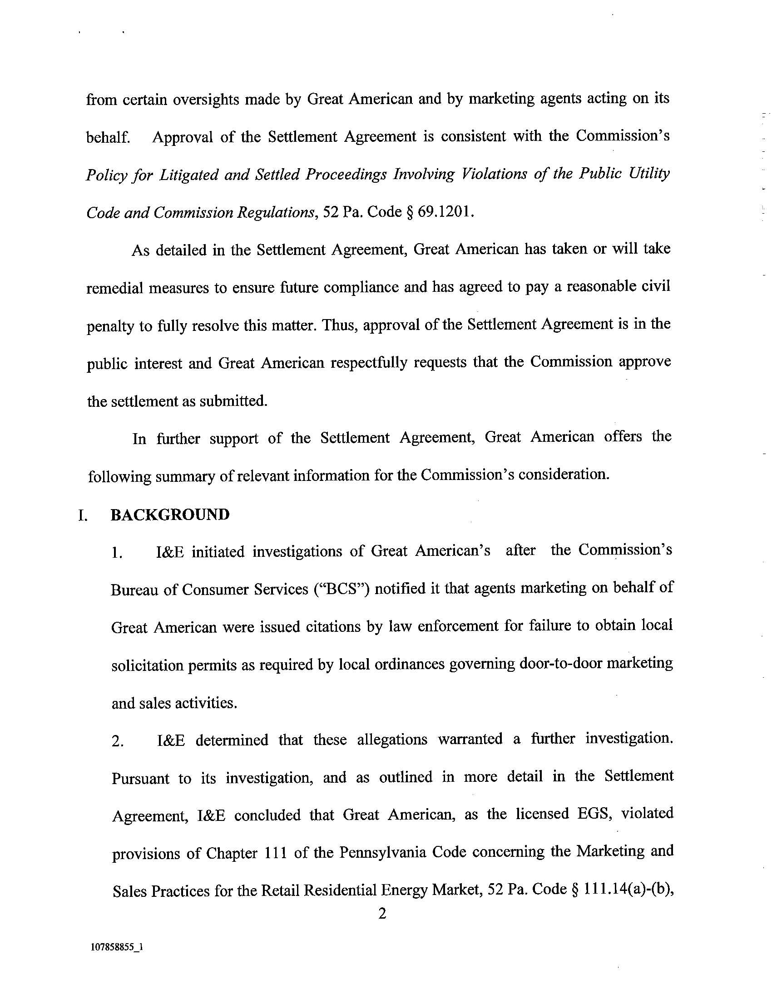 from certain oversights made by Great American and by marketing agents acting on its
behalf. Approval of the Settlement Agreement is consistent with the Commission's
Policy for Litigated and Settled Proceedings Involving Violations of the Public Utility
Code and Commission Regulations, 52 Pa. Code § 69.1201.
As detailed in the Settlement Agreement, Great American has taken or will take
remedial measures to ensure future compliance and has agreed to pay a reasonable civil
penalty to fully resolve this matter. Thus, approval of the Settlement Agreement is in the
public interest and Great American respectfully requests that the Commission approve
the settlement as submitted.
In further support of the Settlement Agreement, Great American offers the
following summary of relevant information for the Commission's consideration.
I. BACKGROUND
1. I&E initiated investigations of Great American's after the Commission's
Bureau of Consumer Services ("BCS") notified it that agents marketing on behalf of
Great American were issued citations by law enforcement for failure to obtain local
solicitation permits as required by local ordinances governing door-to-door marketing
and sales activities.
2. I&E determined that these allegations warranted a further investigation.
Pursuant to its investigation, and as outlined in more detail in the Settlement
Agreement, I&E concluded that Great American, as the licensed EGS, violated
provisions of Chapter 111 of the Pennsylvania Code concerning the Marketing and
Sales Practices for the Retail Residential Energy Market, 52 Pa. Code § 111.14(a)-(b),
2
107858855_1